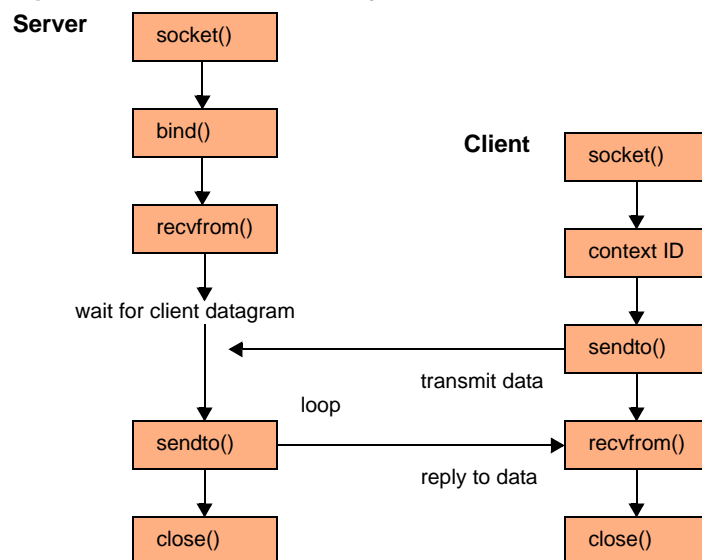 Server
socket()
bind()
Client
socket()
recvfrom()
context ID
wait for client datagram
sendto()
transmit data
loop
sendto()
recvfrom()
reply to data
close()
close()